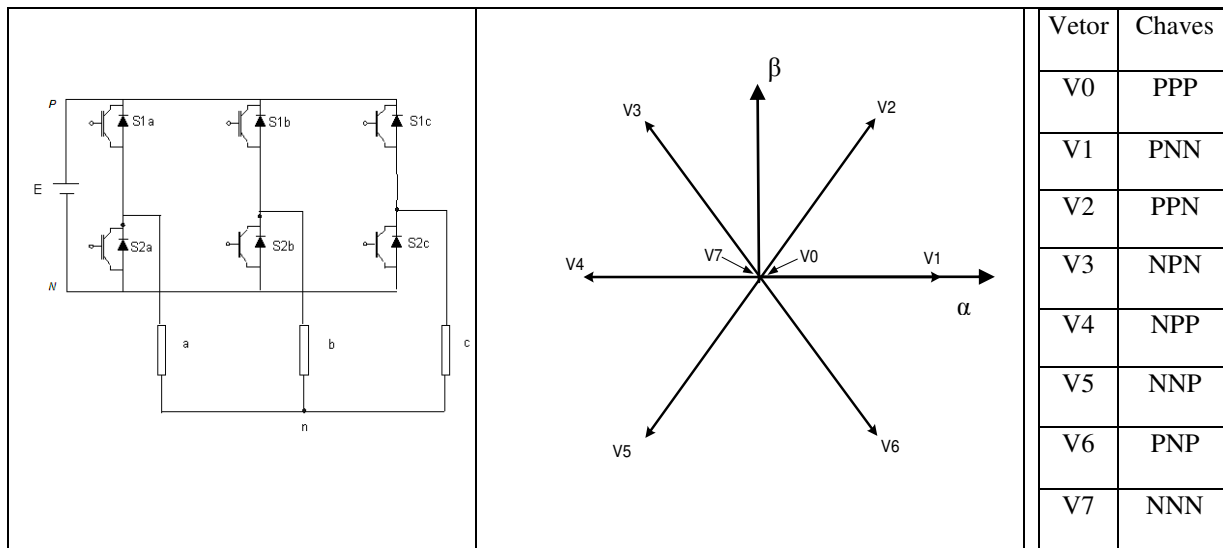 P
S1a
S1b
S1c
E
S2a
S2b
S2c
N
a
b
c
n
β
V3
V2
V7
V0
V4
V1
α
V5
V6
Vetor Chaves
V0 PPP
V1 PNN
V2 PPN
V3 NPN
V4 NPP
V5 NNP
V6 PNP
V7 NNN